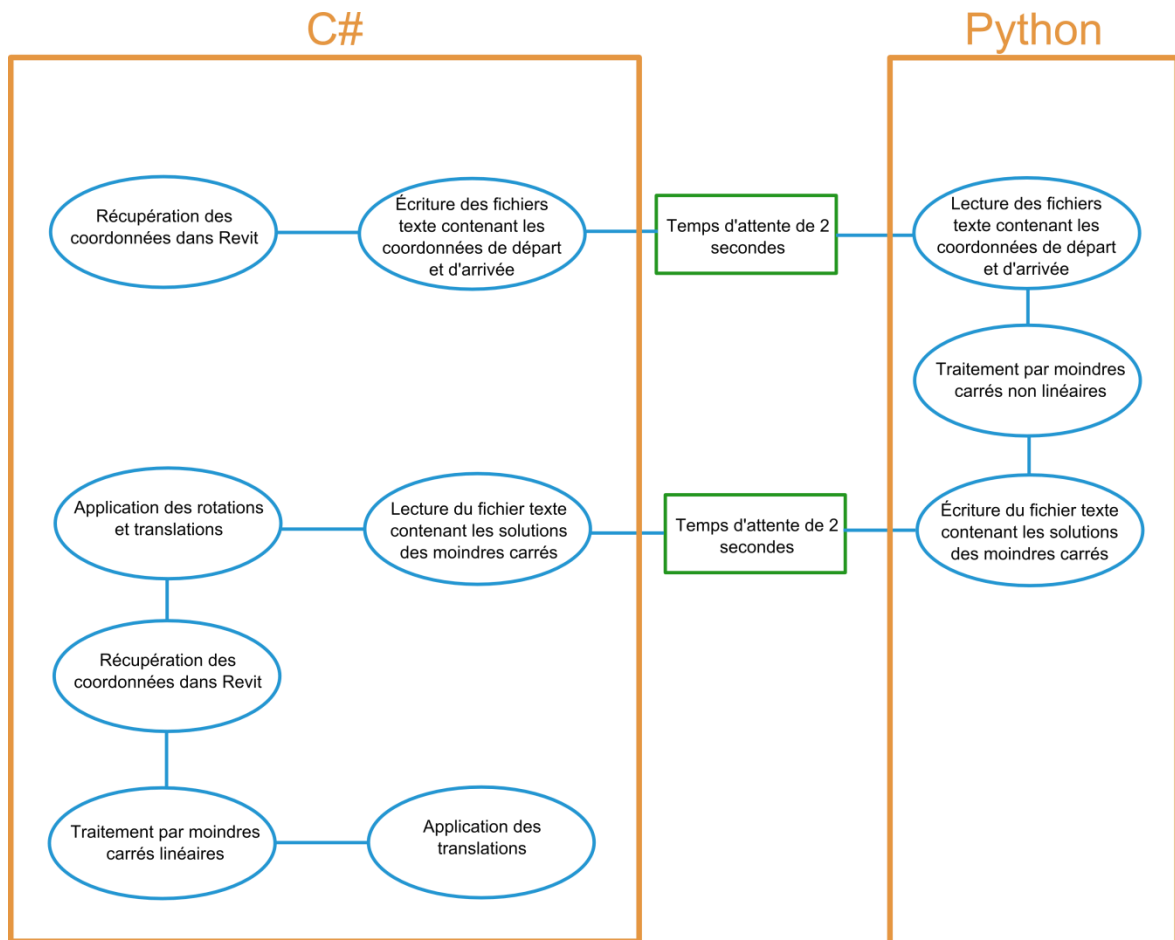 C#
Python
Récupération des
coordonnées dans Revit
Écriture des fichiers
texte contenant les
coordonnées de départ
et d'arrivée
Temps d'attente de 2
secondes
Lecture des fichiers
texte contenant les
coordonnées de départ
et d'arrivée
Traitement par moindres
carrés non linéaires
Écriture du fichier texte
contenant les solutions
des moindres carrés
Temps d'attente de 2
secondes
Lecture du fichier texte
contenant les solutions
des moindres carrés
Application des rotations
et translations
Récupération des
coordonnées dans Revit
Traitement par moindres
carrés linéaires
Application des
translations